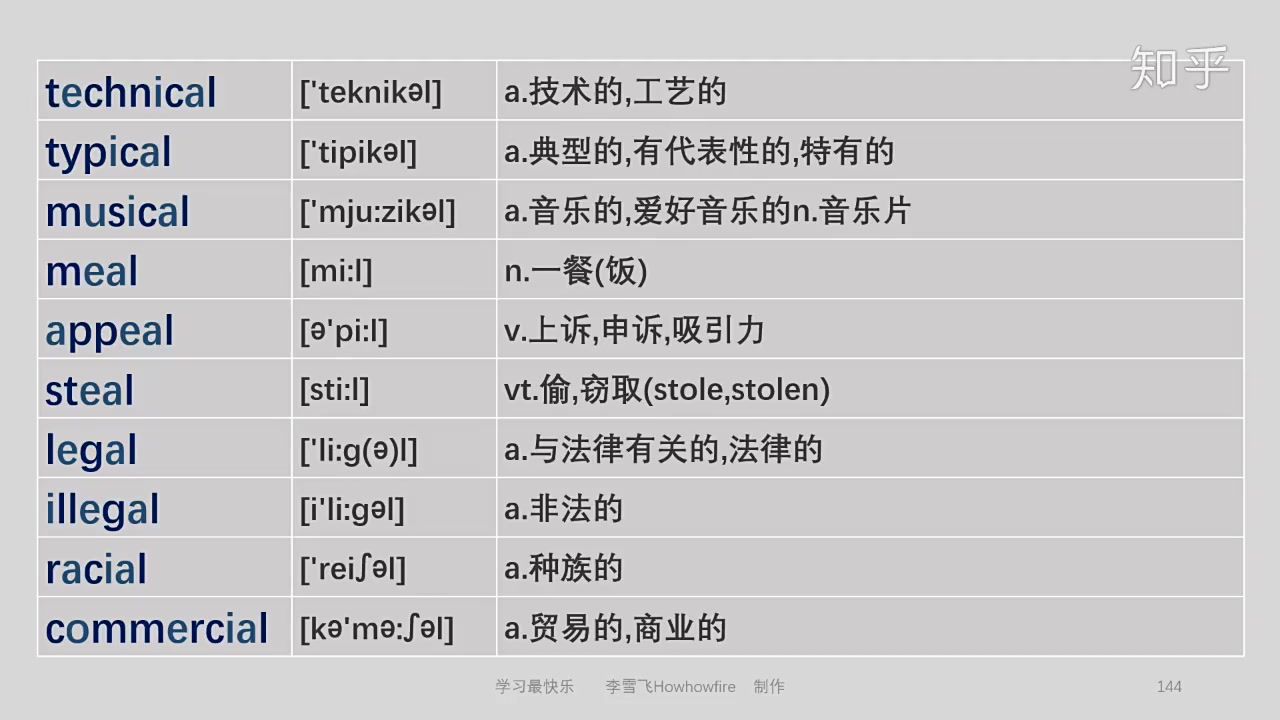 知乎
technical ['teknikəl] a.技术的,工艺的
typical ['tipikəl] a.典型的,有代表性的,特有的
musical ['mju:zikəl] a.音乐的,爱好音乐的n.音乐片
meal [mi:l] n.一餐(饭)
appeal [ə'pi:l] v.上诉,申诉,吸引力
steal [sti:l] vt.偷,窃取(stole,stolen)
legal ['li:g(ə)l] a.与法律有关的,法律的
illegal [i'li:gəl] a.非法的
racial ['reiʃəl] a.种族的
commercial [kə'mə:ʃəl] a.贸易的,商业的
学习最快乐 李雪飞Howhowfire 制作 144